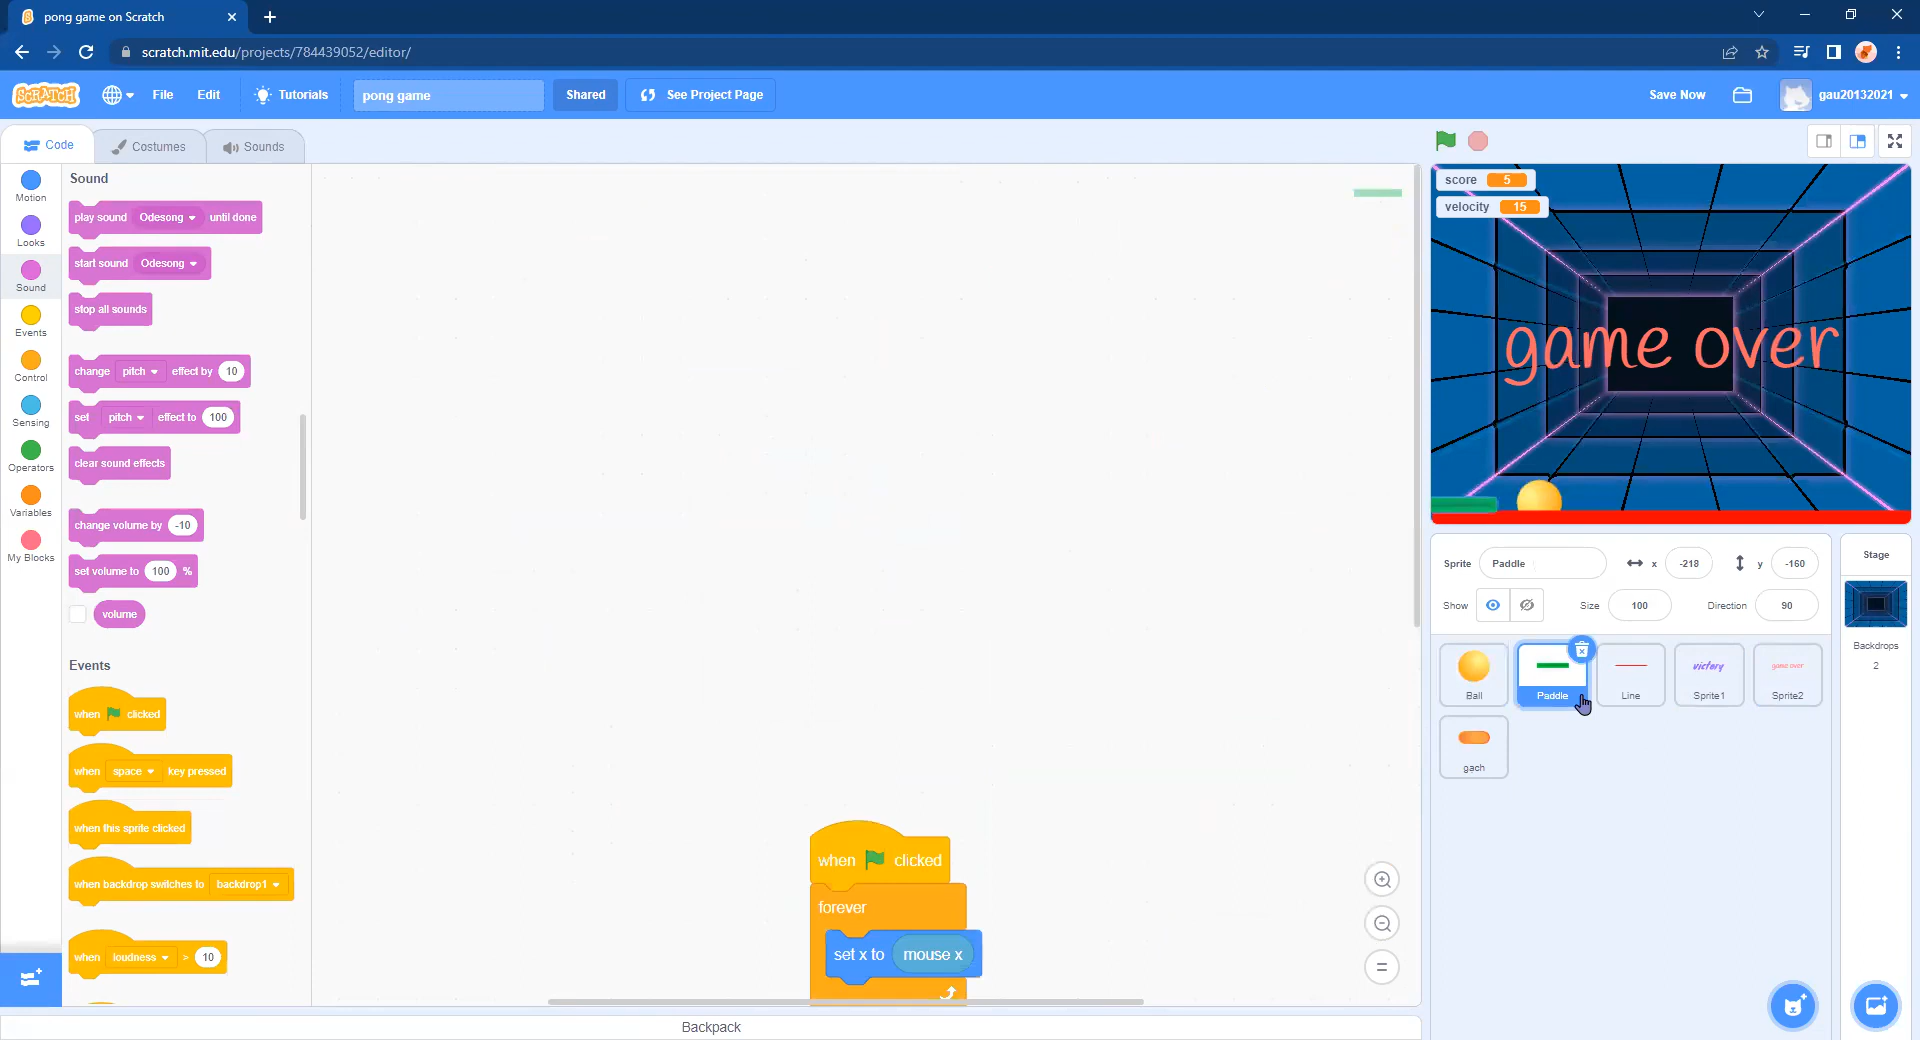 pong game on Scratch
scratch.mit.edu/projects/784439052/editor/
SCRATCH File Edit Tutorials pong game Shared See Project Page Save Now gau20132021
Code Costumes Sounds
Motion
Looks
Sound
Events
Control
Sensing
Operators
Variables
My Blocks
Sound
play sound Odesong until done
start sound Odesong
stop all sounds
change pitch effect by 10
set pitch effect to 100
clear sound effects
change volume by -10
set volume to 100 %
volume
Events
when clicked
when space key pressed
when this sprite clicked
when backdrop switches to backdrop1
when loudness > 10
when clicked
forever
set x to mouse x
Backpack
score 5
velocity 15
game over
Sprite Paddle x -218 y -160
Show Size 100 Direction 90
Ball
Paddle
Line
victory
Sprite1
game over
Sprite2
gach
Stage
Backdrops
2